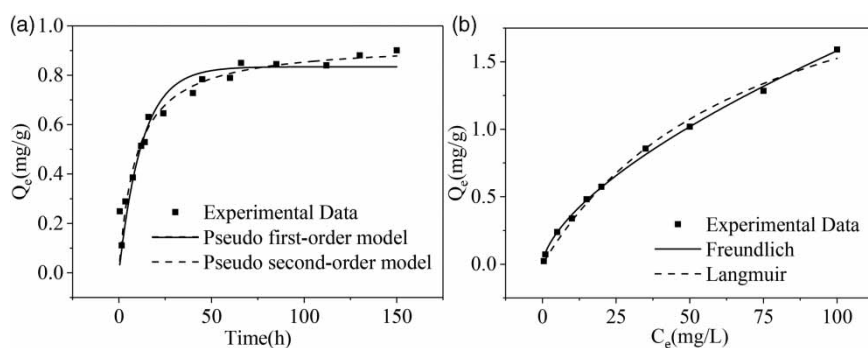 (a)
Qe(mg/g)
1.0
0.8
0.6
0.4
0.2
0.0
Experimental Data
Pseudo first-order model
Pseudo second-order model
0 50 100 150
Time(h)
(b)
Qe(mg/g)
1.5
1.0
0.5
0.0
Experimental Data
Freundlich
Langmuir
0 25 50 75 100
Ce(mg/L)